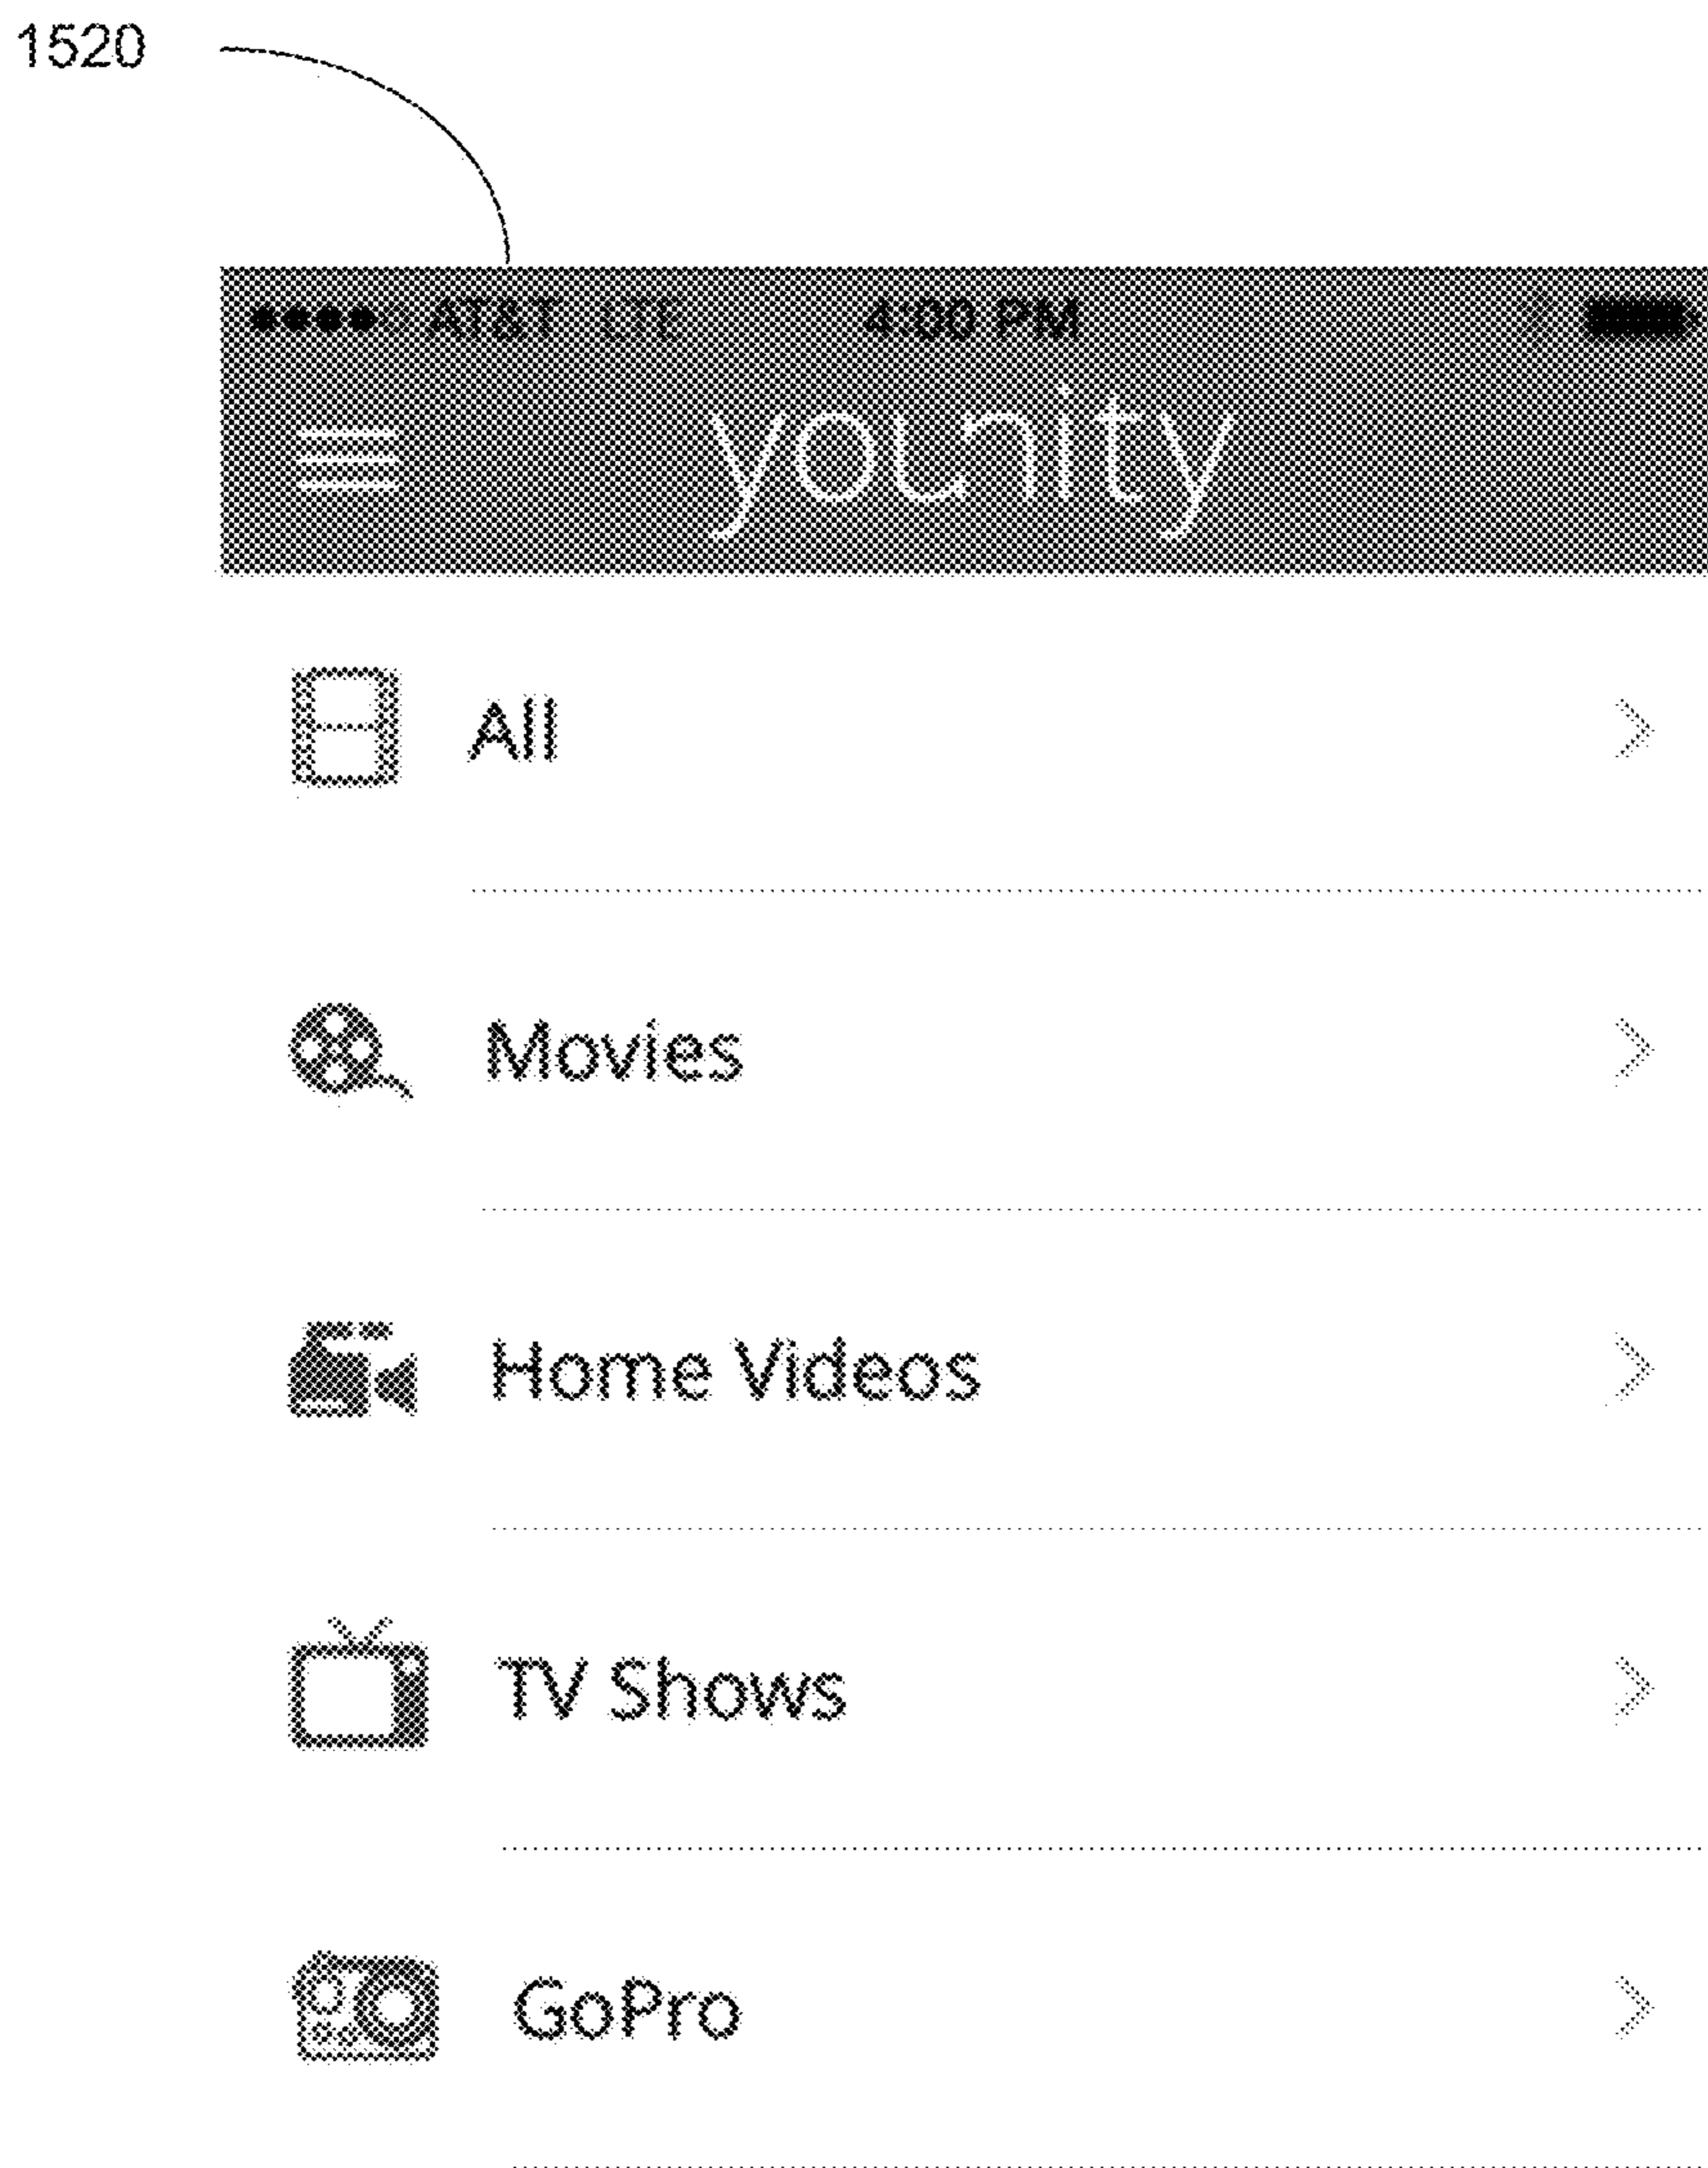 1520
AT&T LTE 4:00 PM
younity
All
Movies
Home Videos
TV Shows
GoPro